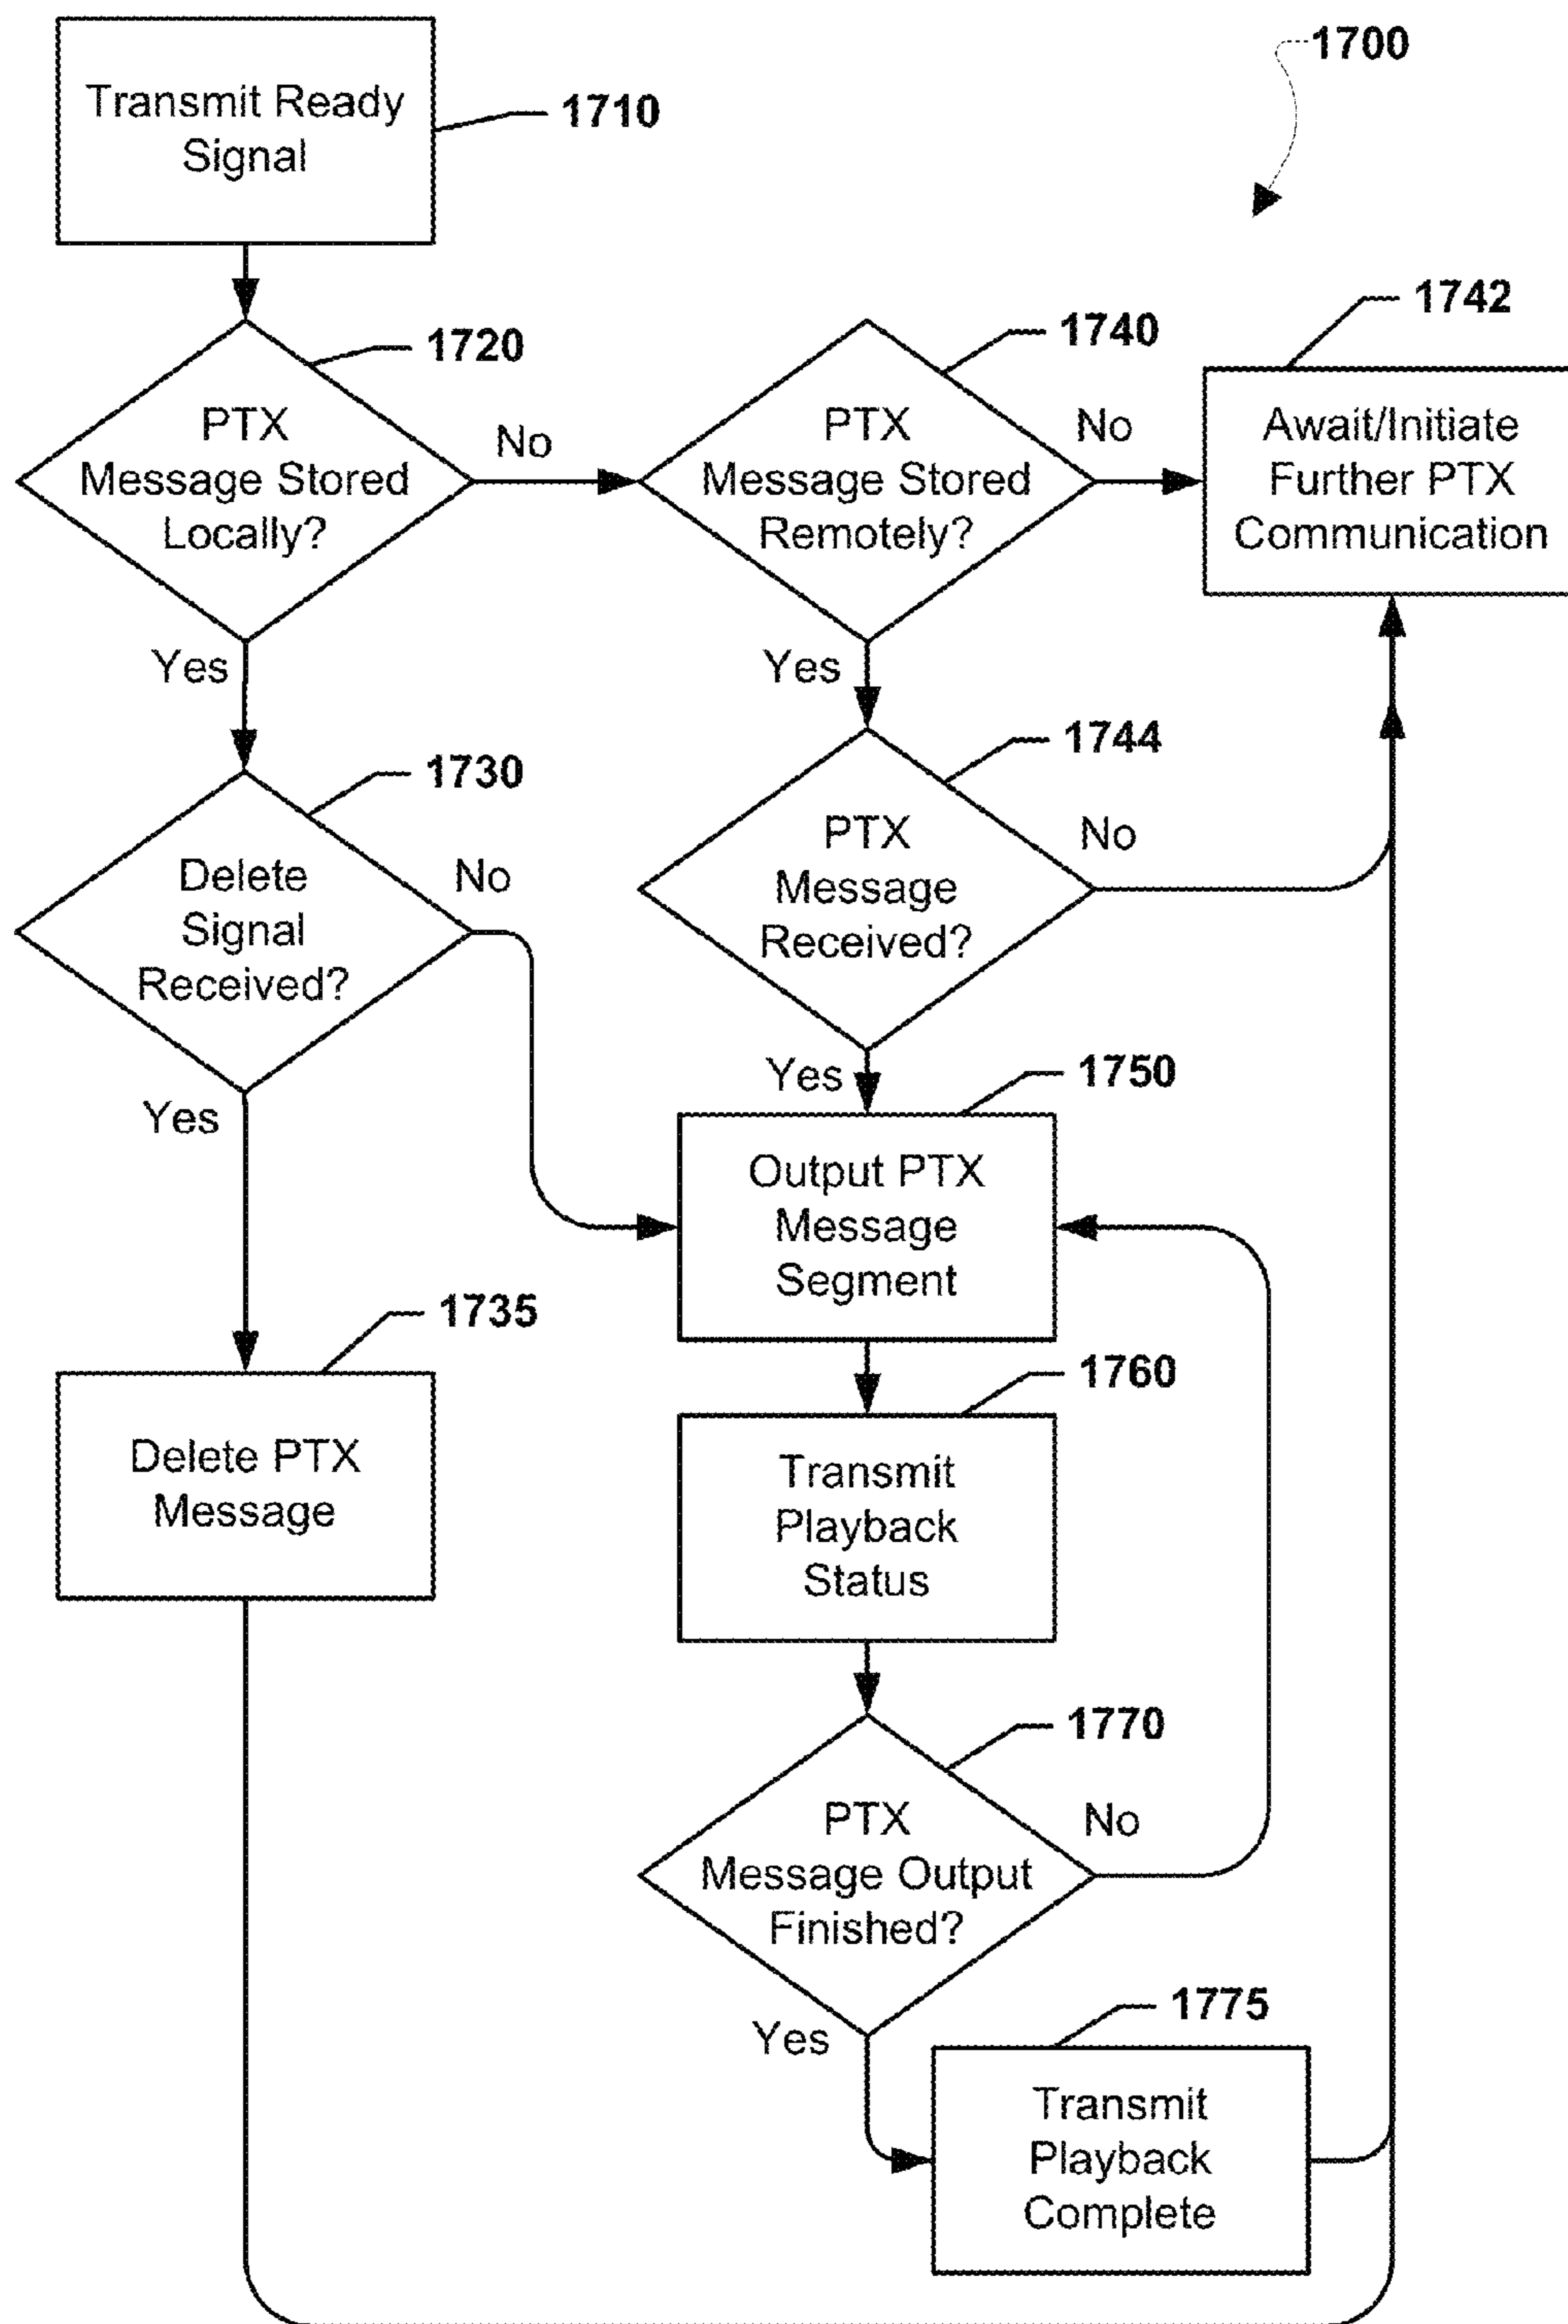 1700
Transmit Ready
Signal
1710
1720
PTX
Message Stored
Locally?
No
Yes
1740
PTX
Message Stored
Remotely?
No
Yes
1742
Await/Initiate
Further PTX
Communication
1730
Delete
Signal
Received?
No
Yes
1744
PTX
Message
Received?
No
Yes
1735
Delete PTX
Message
1750
Output PTX
Message
Segment
1760
Transmit
Playback
Status
1770
PTX
Message Output
Finished?
No
Yes
1775
Transmit
Playback
Complete